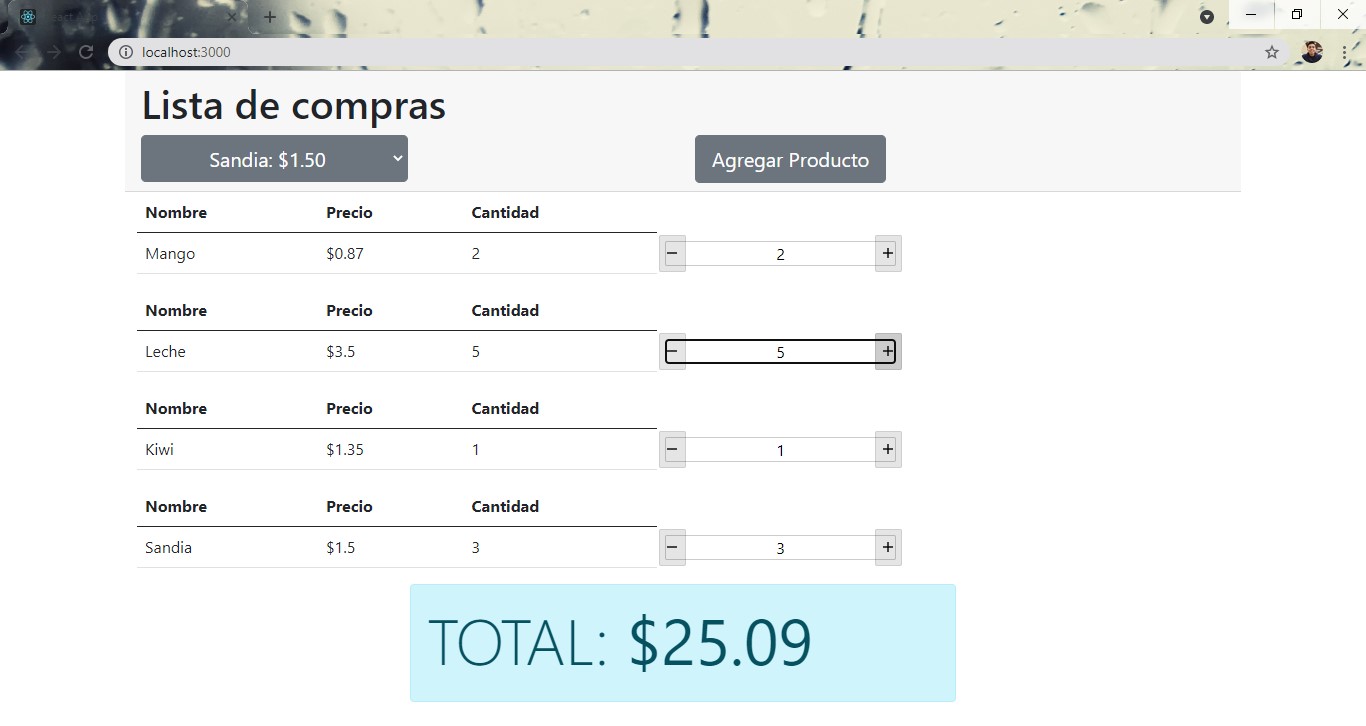 localhost:3000
Lista de compras
Sandia: $1.50
Agregar Producto
Nombre Precio Cantidad
Mango $0.87 2 − 2 +
Nombre Precio Cantidad
Leche $3.5 5 − 5 +
Nombre Precio Cantidad
Kiwi $1.35 1 − 1 +
Nombre Precio Cantidad
Sandia $1.5 3 − 3 +
TOTAL: $25.09